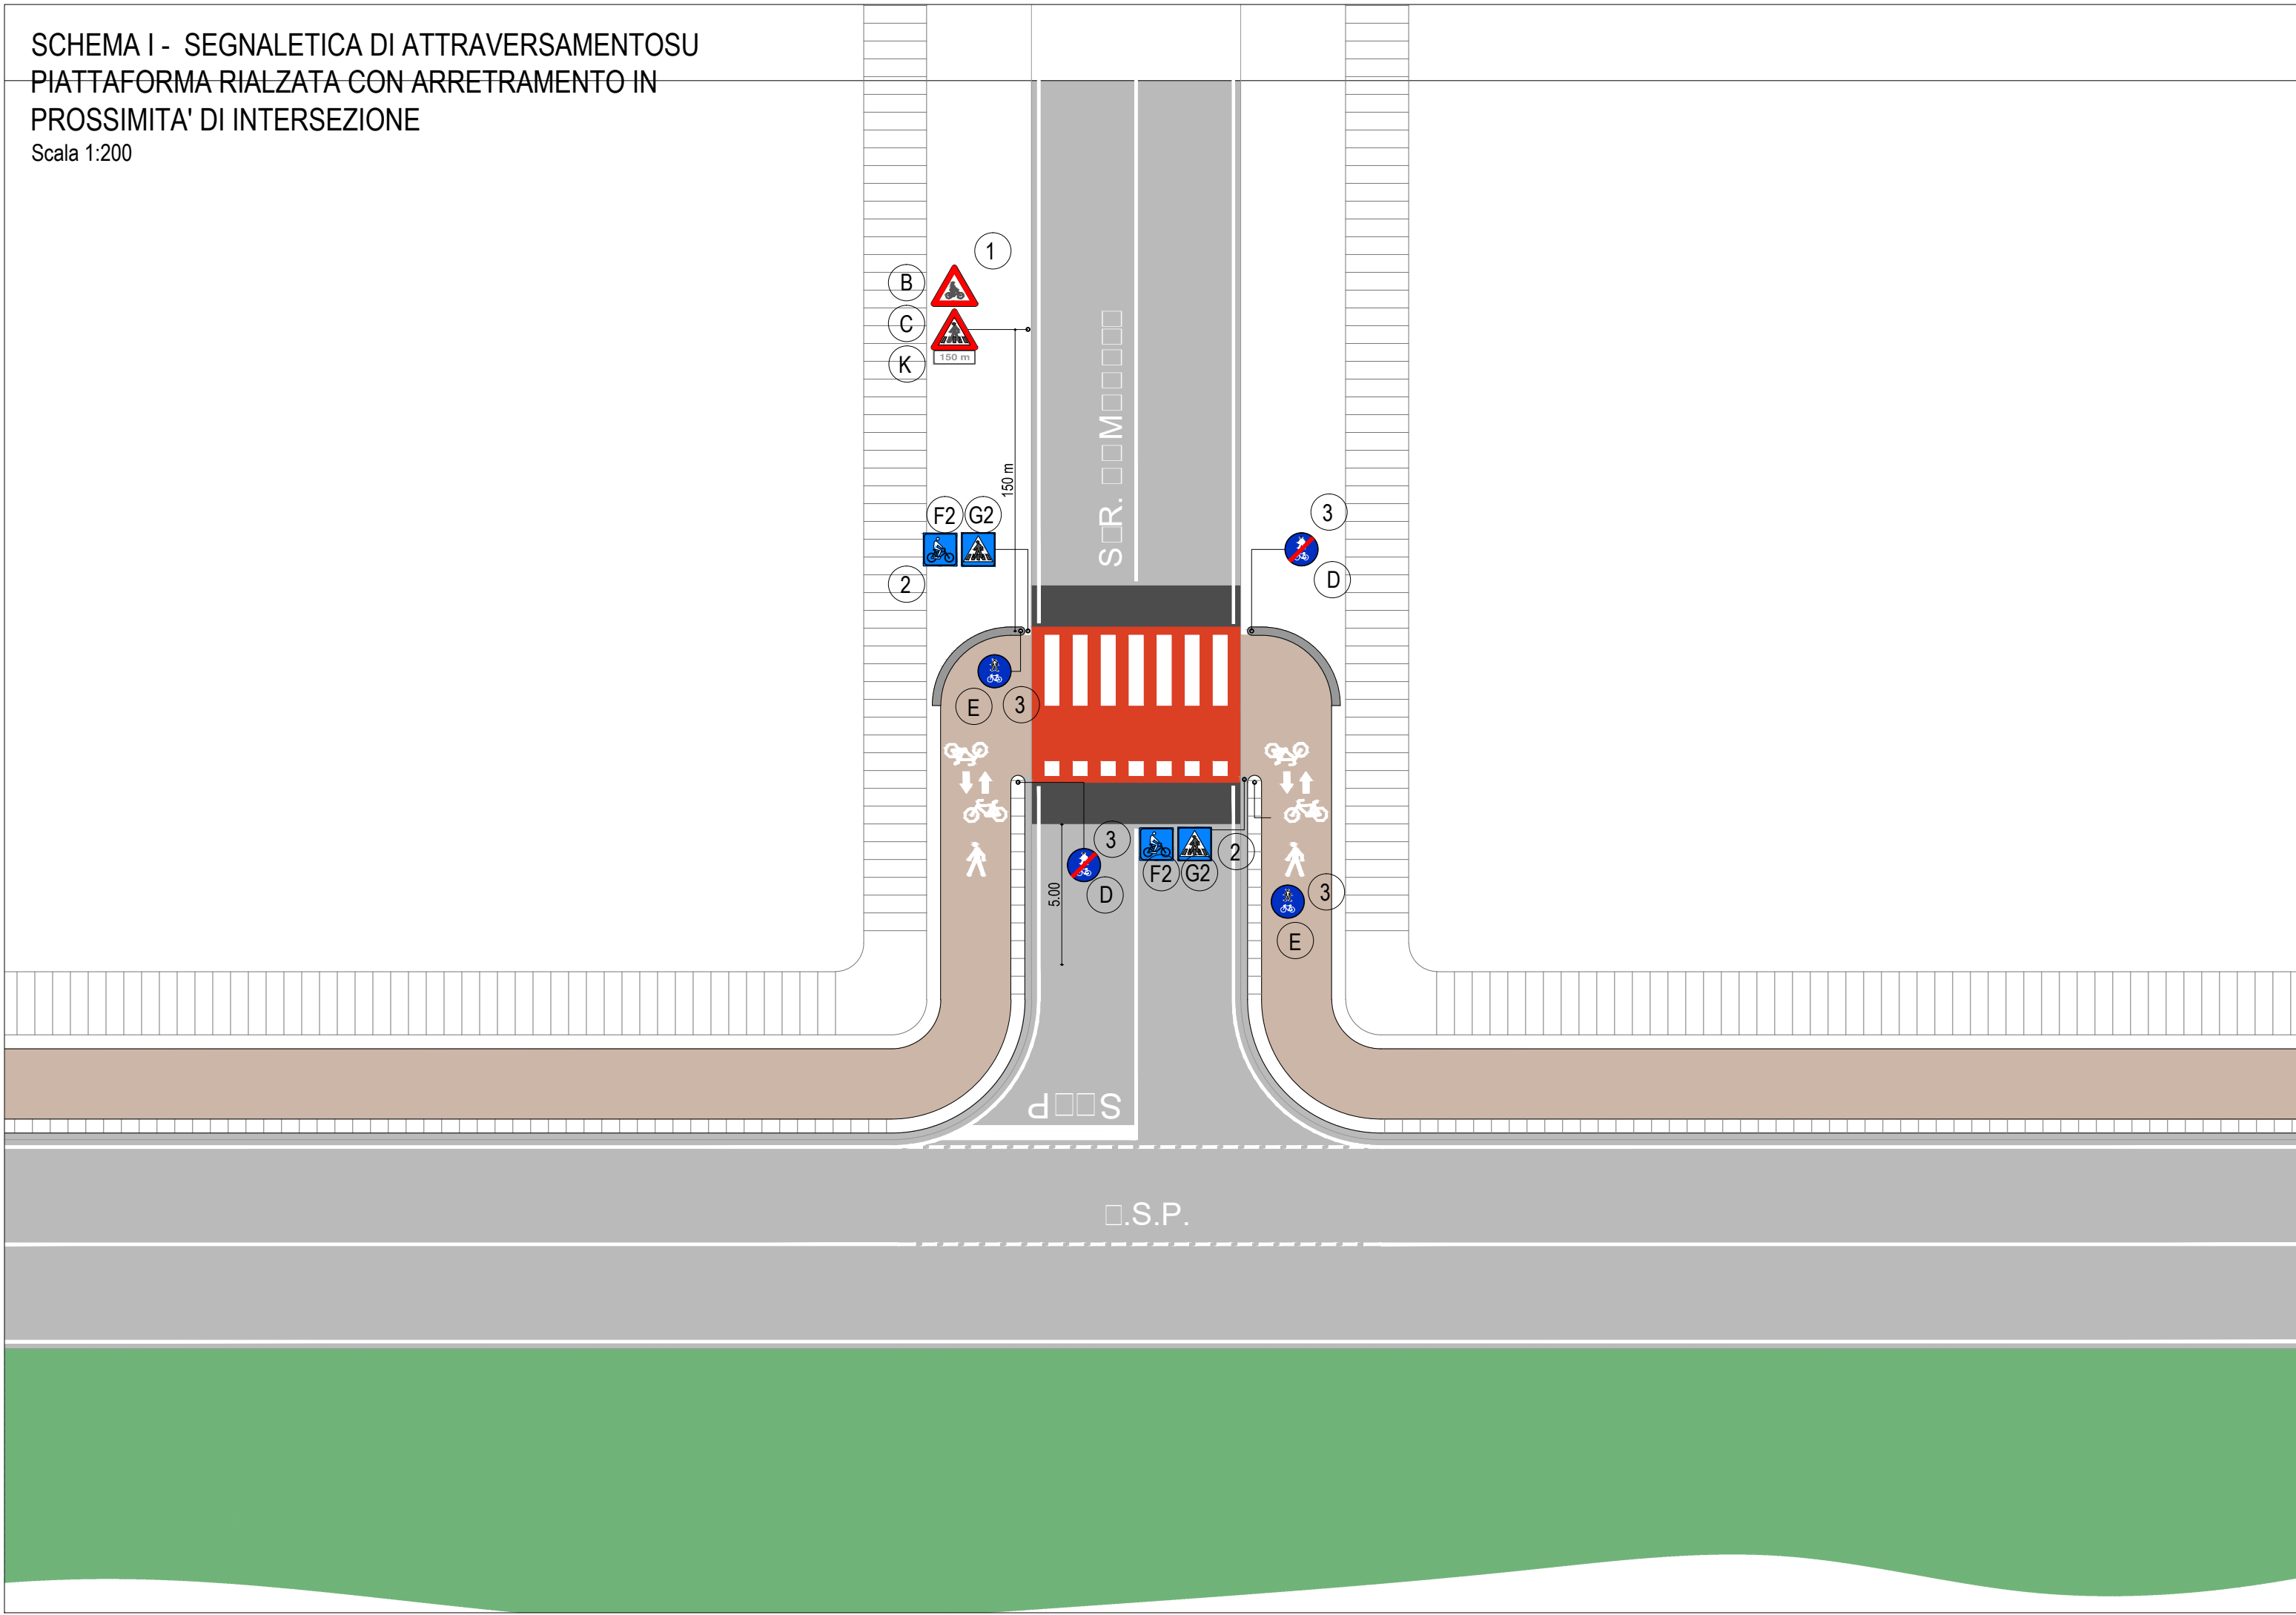 SCHEMA I - SEGNALETICA DI ATTRAVERSAMENTOSU
PIATTAFORMA RIALZATA CON ARRETRAMENTO IN
PROSSIMITA' DI INTERSEZIONE
Scala 1:200
1
B
C
K
150 m
150 m
F2 G2
2
3
D
E 3
3
D
F2 G2
2
5.00
3
E
S□R. □□M□□□□□
S□□P
□.S.P.